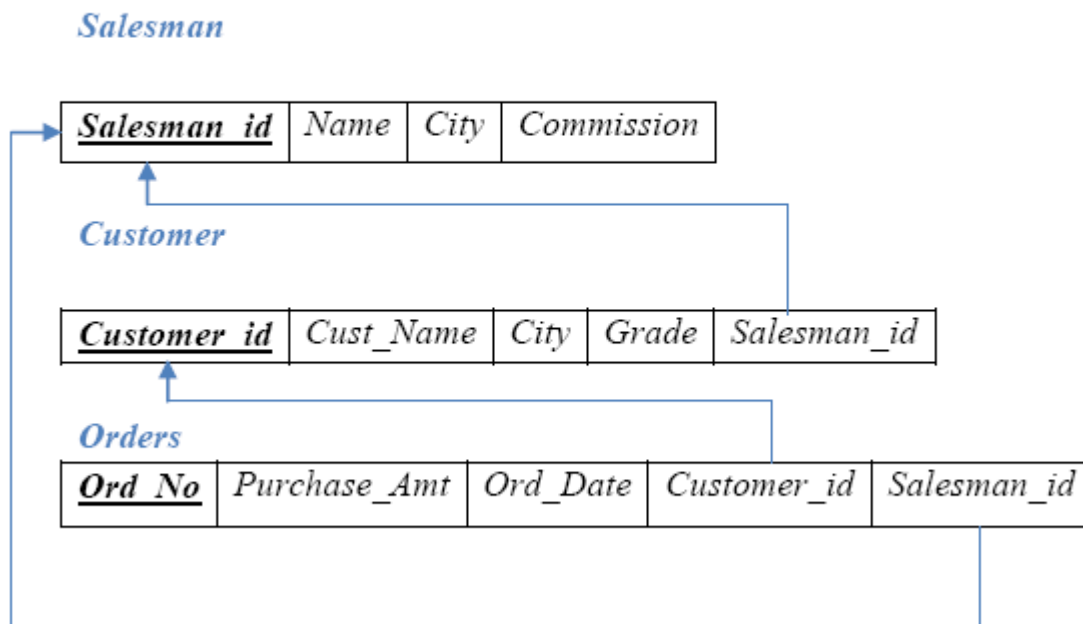 Salesman
Salesman_id Name City Commission
Customer
Customer_id Cust_Name City Grade Salesman_id
Orders
Ord_No Purchase_Amt Ord_Date Customer_id Salesman_id